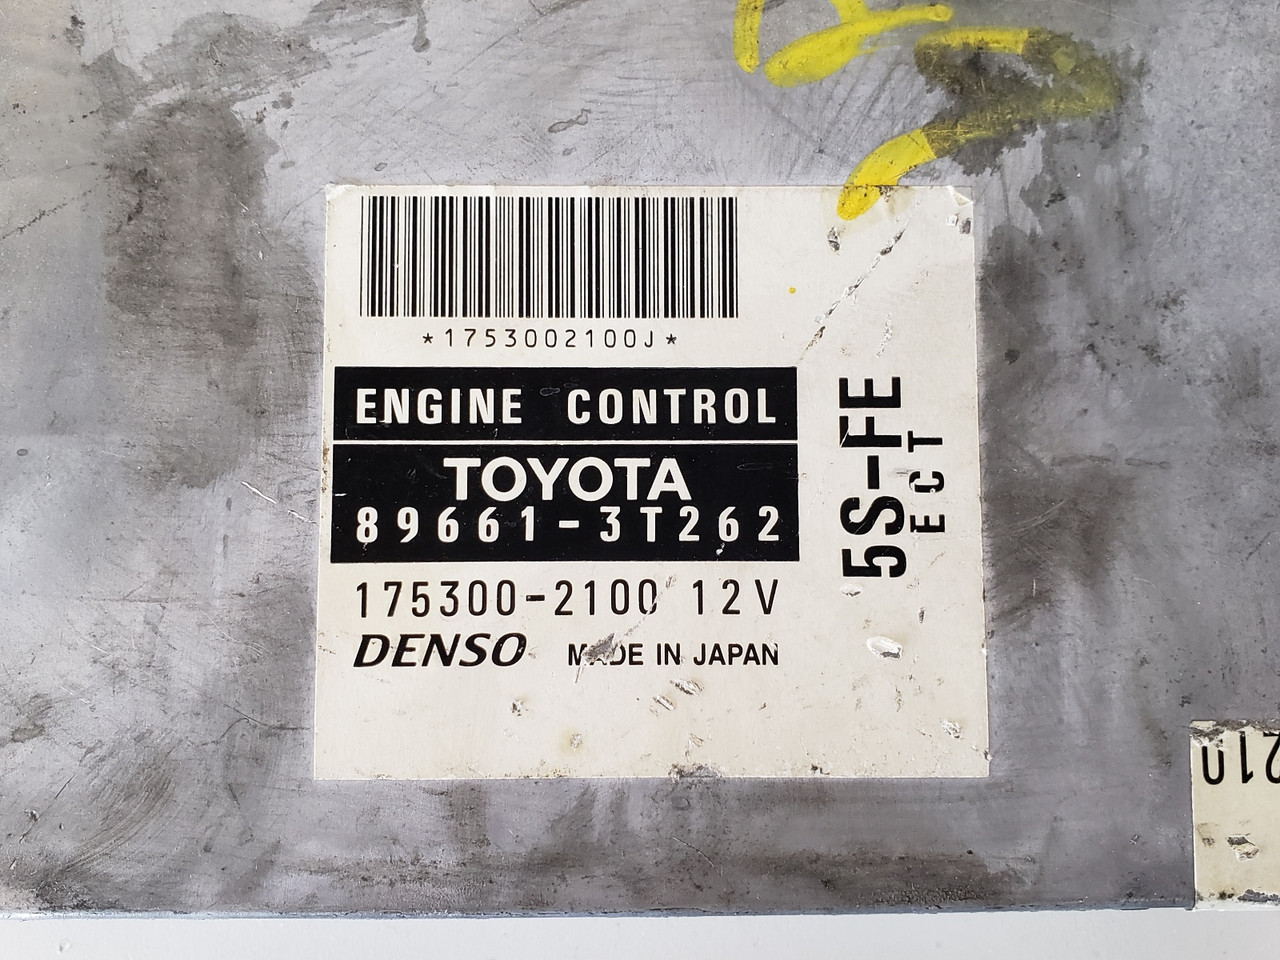 *1753002100J*
ENGINE CONTROL
TOYOTA
89661-3T262
175300-2100 12V
DENSO MADE IN JAPAN
5S-FE
ECT